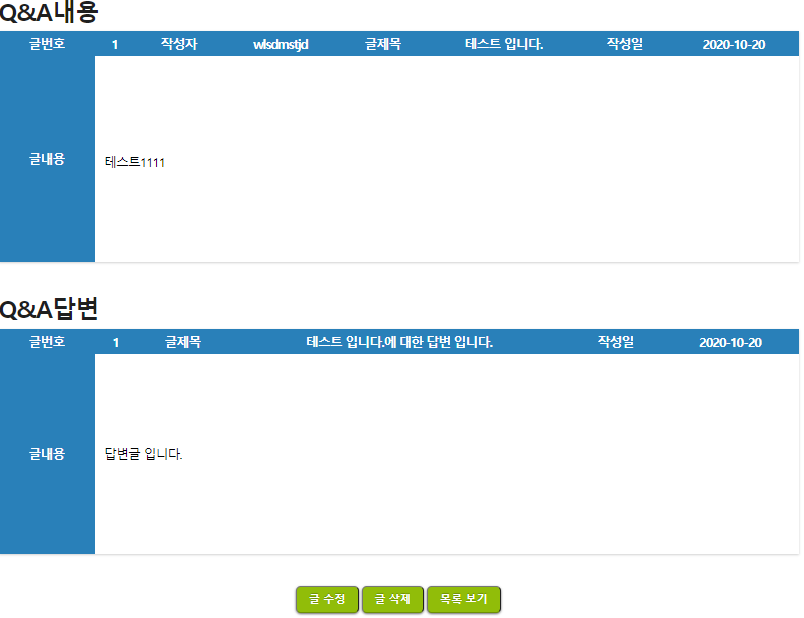 Q&A내용
글번호 1 작성자 wlsdmstjd 글제목 테스트 입니다. 작성일 2020-10-20
글내용 테스트1111
Q&A답변
글번호 1 글제목 테스트 입니다.에 대한 답변 입니다. 작성일 2020-10-20
글내용 답변글 입니다.
글 수정 글 삭제 목록 보기